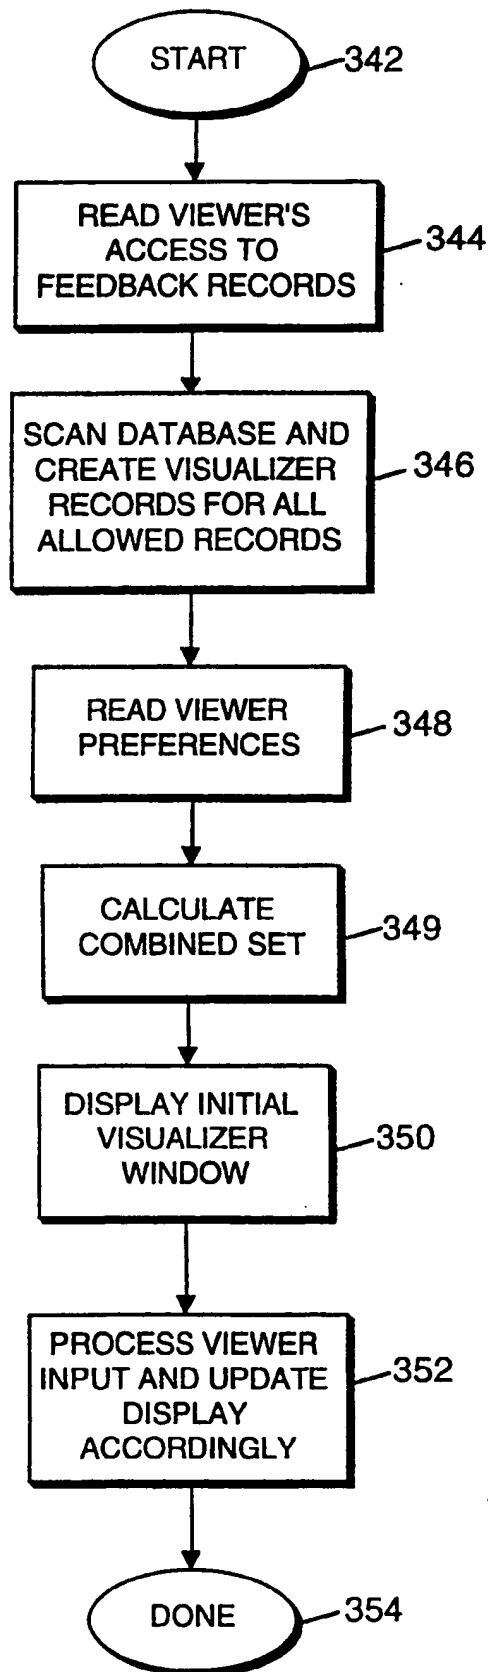 START
342
READ VIEWER'S
ACCESS TO
FEEDBACK RECORDS
344
SCAN DATABASE AND
CREATE VISUALIZER
RECORDS FOR ALL
ALLOWED RECORDS
346
READ VIEWER
PREFERENCES
348
CALCULATE
COMBINED SET
349
DISPLAY INITIAL
VISUALIZER
WINDOW
350
PROCESS VIEWER
INPUT AND UPDATE
DISPLAY
ACCORDINGLY
352
DONE
354